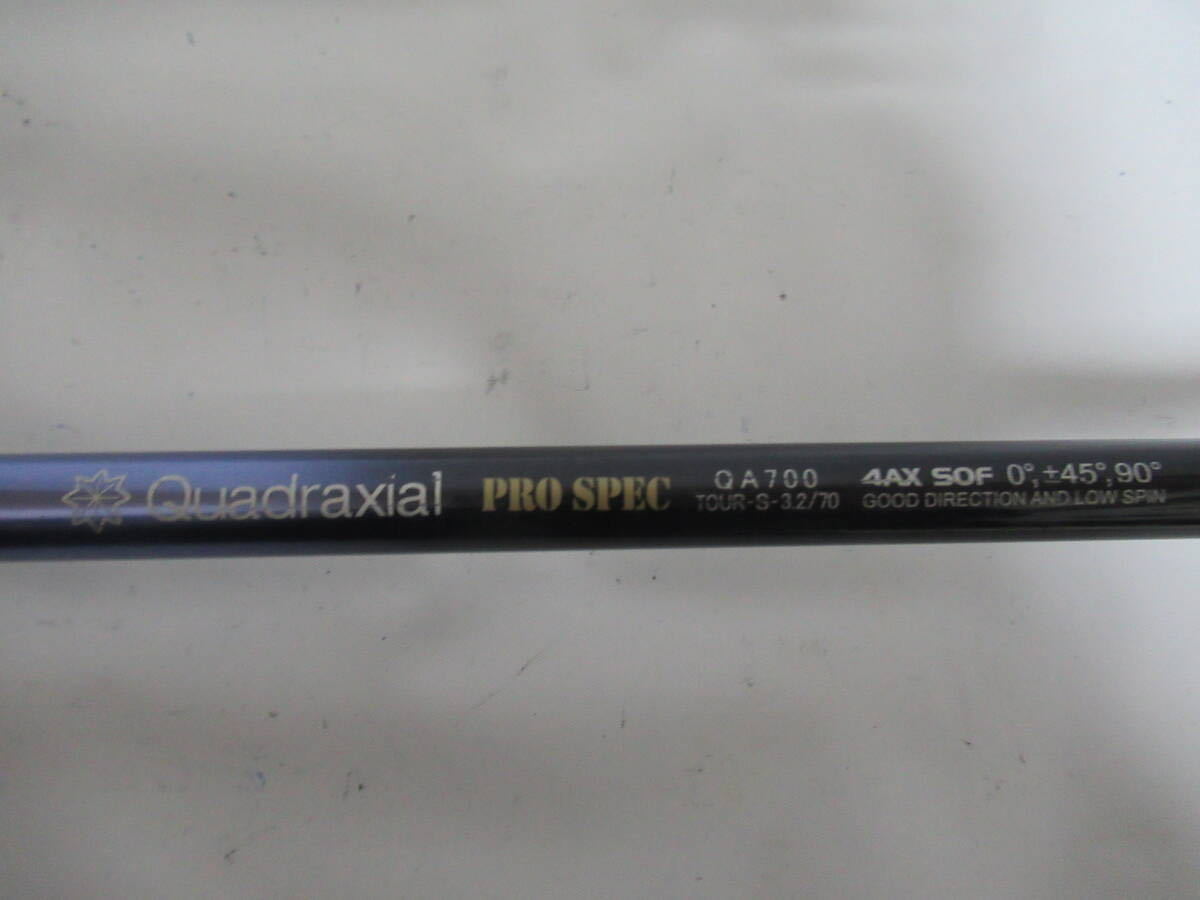 Quadraxial PRO SPEC
QA700
TOUR-S-3.2/70
4AX SOF 0°, ±45°, 90°
GOOD DIRECTION AND LOW SPIN